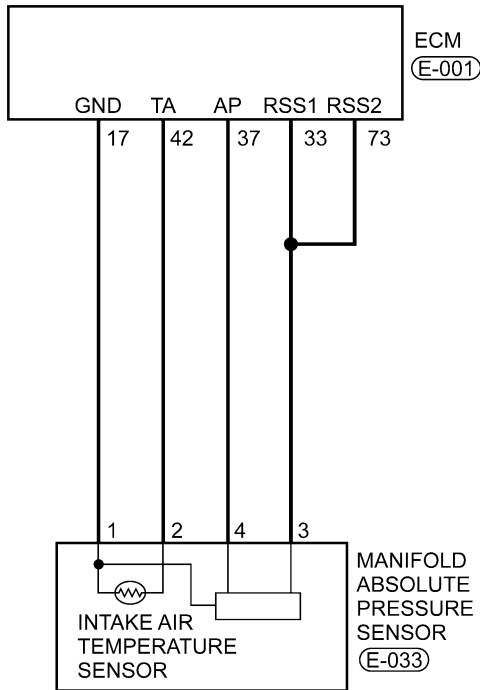 ECM
E-001
GND TA AP RSS1 RSS2
17 42 37 33 73
1 2 4 3
INTAKE AIR
TEMPERATURE
SENSOR
MANIFOLD
ABSOLUTE
PRESSURE
SENSOR
E-033